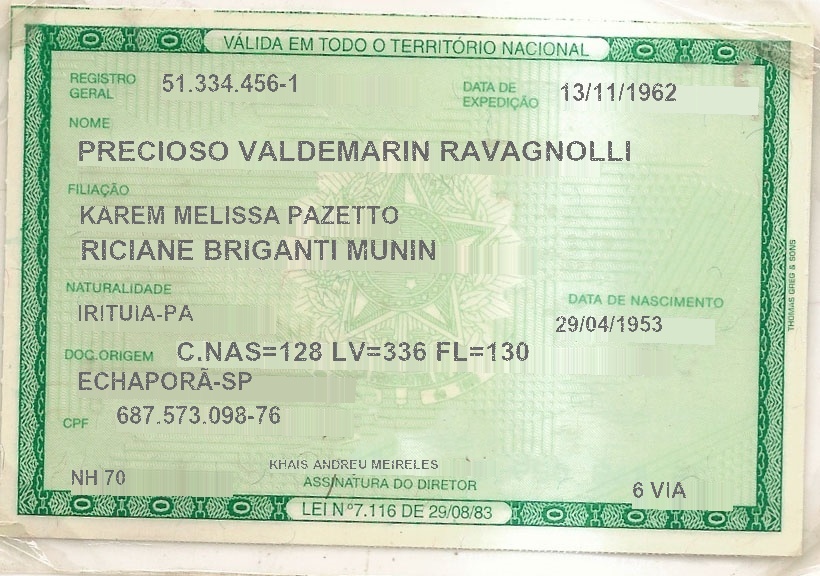 VÁLIDA EM TODO O TERRITÓRIO NACIONAL
REGISTRO GERAL 51.334.456-1 DATA DE EXPEDIÇÃO 13/11/1962
NOME
PRECIOSO VALDEMARIN RAVAGNOLLI
FILIAÇÃO
KAREM MELISSA PAZETTO
RICIANE BRIGANTI MUNIN
NATURALIDADE DATA DE NASCIMENTO
IRITUIA-PA 29/04/1953
DOC.ORIGEM C.NAS=128 LV=336 FL=130
ECHAPORÃ-SP
CPF 687.573.098-76
NH 70 KHAIS ANDREU MEIRELES
ASSINATURA DO DIRETOR 6 VIA
LEI Nº7.116 DE 29/08/83
THOMAS GREG & SONS